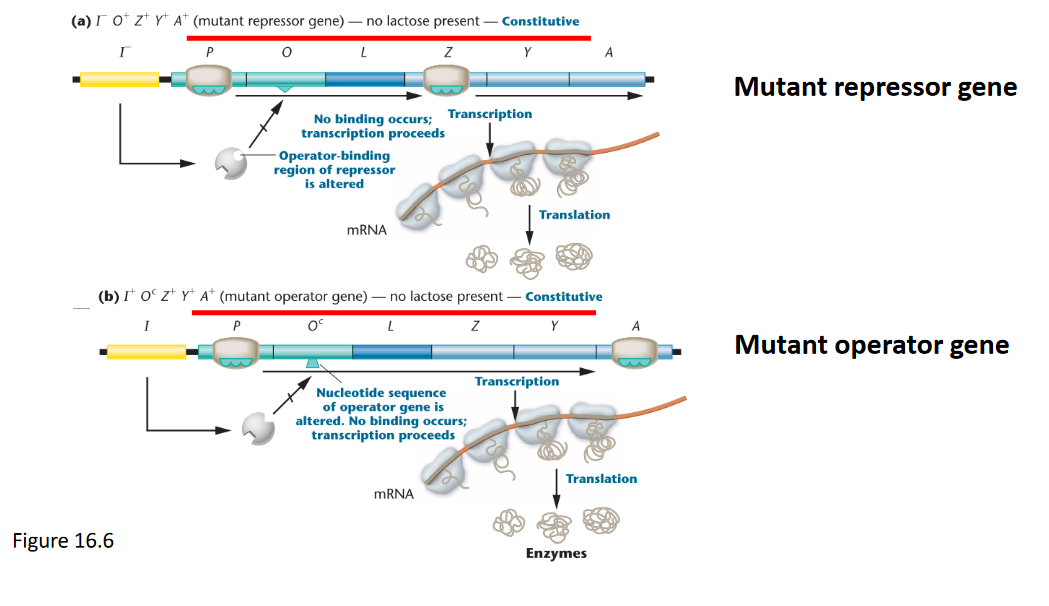 (a) I⁻ O⁺ Z⁺ Y⁺ A⁺ (mutant repressor gene) — no lactose present — Constitutive
I⁻ P O L Z Y A
Mutant repressor gene
No binding occurs;
transcription proceeds
Transcription
Operator-binding
region of repressor
is altered
mRNA
Translation
(b) I⁺ Oᶜ Z⁺ Y⁺ A⁺ (mutant operator gene) — no lactose present — Constitutive
I P Oᶜ L Z Y A
Mutant operator gene
Nucleotide sequence
of operator gene is
altered. No binding occurs;
transcription proceeds
Transcription
mRNA
Translation
Enzymes
Figure 16.6